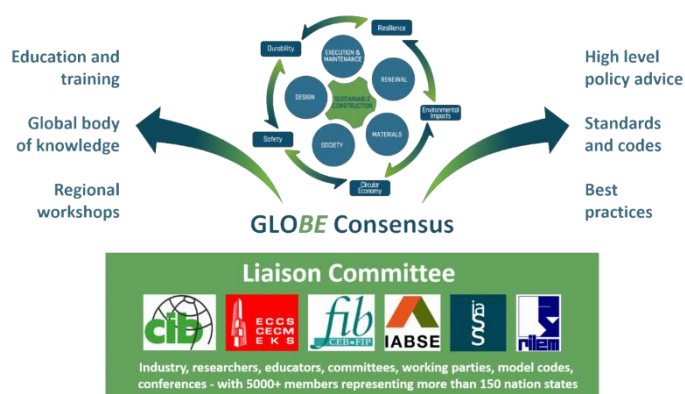 Education and
training
Global body
of knowledge
Regional
workshops
Resilience
Durability
EXECUTION &
MAINTENANCE
RENEWAL
DESIGN
SUSTAINABLE
CONSTRUCTION
Environmental
Impacts
Safety
SOCIETY
MATERIALS
Circular
Economy
High level
policy advice
Standards
and codes
Best
practices
GLOBE Consensus
Liaison Committee
cib
ECCS
CECM
EKS
fib
CEB-FIP
IABSE
rilem
Industry, researchers, educators, committees, working parties, model codes,
conferences - with 5000+ members representing more than 150 nation states